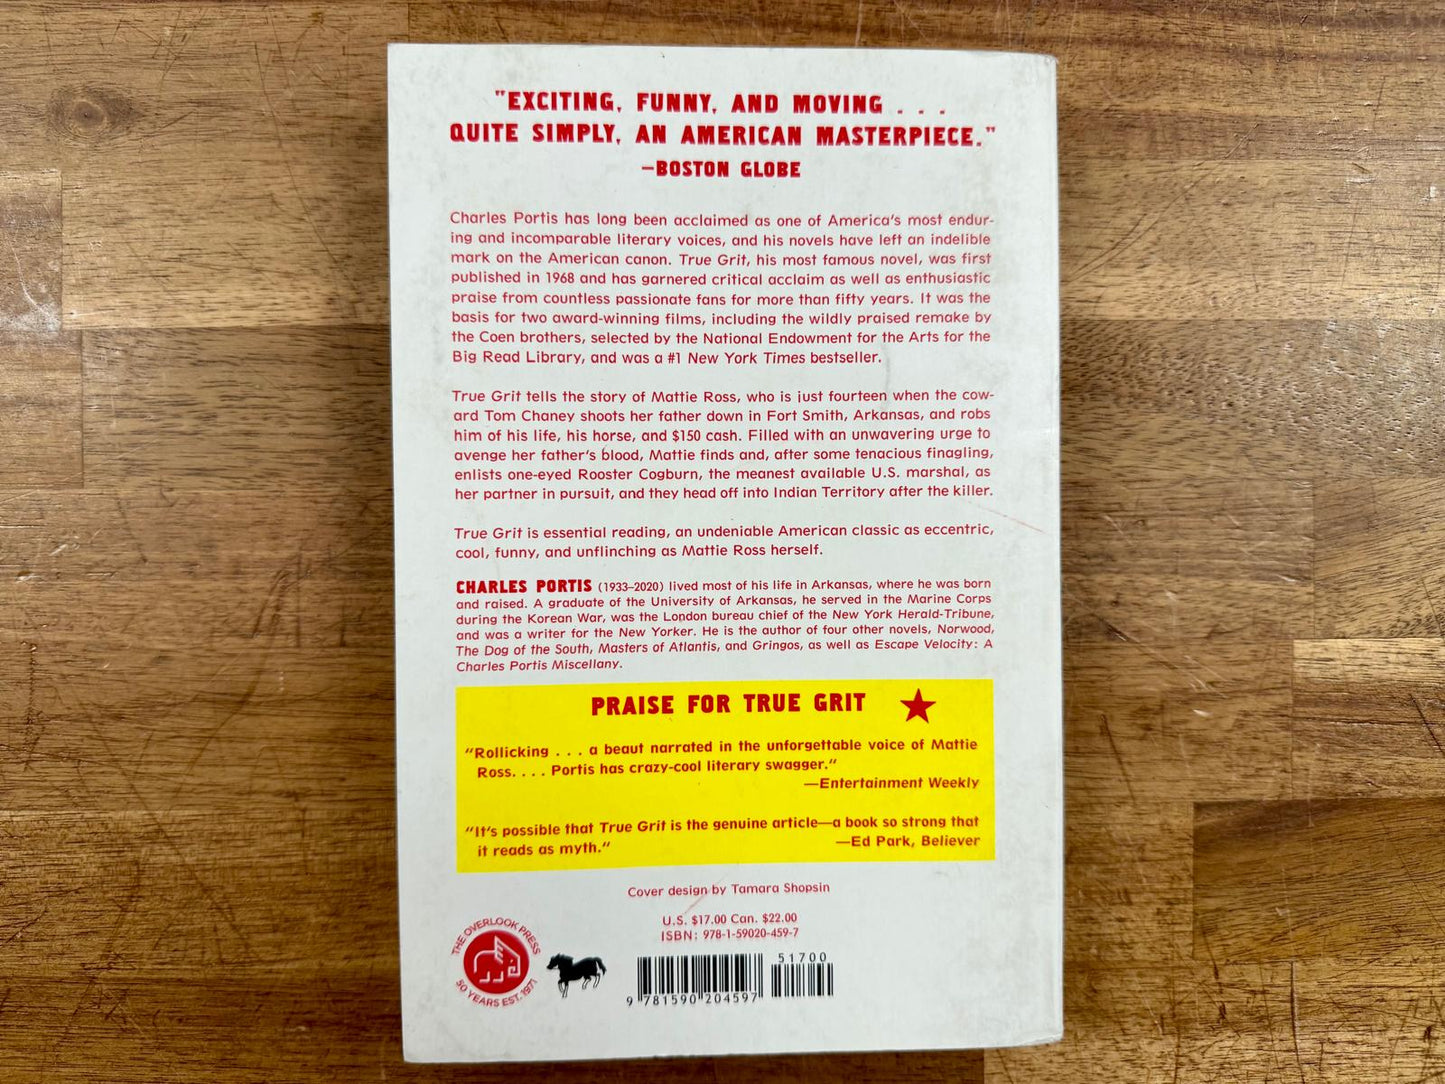 "EXCITING, FUNNY, AND MOVING . . .
QUITE SIMPLY, AN AMERICAN MASTERPIECE."
—BOSTON GLOBE
Charles Portis has long been acclaimed as one of America's most endur-
ing and incomparable literary voices, and his novels have left an indelible
mark on the American canon. True Grit, his most famous novel, was first
published in 1968 and has garnered critical acclaim as well as enthusiastic
praise from countless passionate fans for more than fifty years. It was the
basis for two award-winning films, including the wildly praised remake by
the Coen brothers, selected by the National Endowment for the Arts for the
Big Read Library, and was a #1 New York Times bestseller.
True Grit tells the story of Mattie Ross, who is just fourteen when the cow-
ard Tom Chaney shoots her father down in Fort Smith, Arkansas, and robs
him of his life, his horse, and $150 cash. Filled with an unwavering urge to
avenge her father's blood, Mattie finds and, after some tenacious finagling,
enlists one-eyed Rooster Cogburn, the meanest available U.S. marshal, as
her partner in pursuit, and they head off into Indian Territory after the killer.
True Grit is essential reading, an undeniable American classic as eccentric,
cool, funny, and unflinching as Mattie Ross herself.
CHARLES PORTIS (1933–2020) lived most of his life in Arkansas, where he was born
and raised. A graduate of the University of Arkansas, he served in the Marine Corps
during the Korean War, was the London bureau chief of the New York Herald-Tribune,
and was a writer for the New Yorker. He is the author of four other novels, Norwood,
The Dog of the South, Masters of Atlantis, and Gringos, as well as Escape Velocity: A
Charles Portis Miscellany.
PRAISE FOR TRUE GRIT
"Rollicking . . . a beaut narrated in the unforgettable voice of Mattie
Ross. . . . Portis has crazy-cool literary swagger."
—Entertainment Weekly
"It's possible that True Grit is the genuine article—a book so strong that
it reads as myth." —Ed Park, Believer
Cover design by Tamara Shopsin
U.S. $17.00 Can. $22.00
ISBN: 978-1-59020-459-7
THE OVERLOOK PRESS
50 YEARS EST. 1971
51700
9 781590 204597